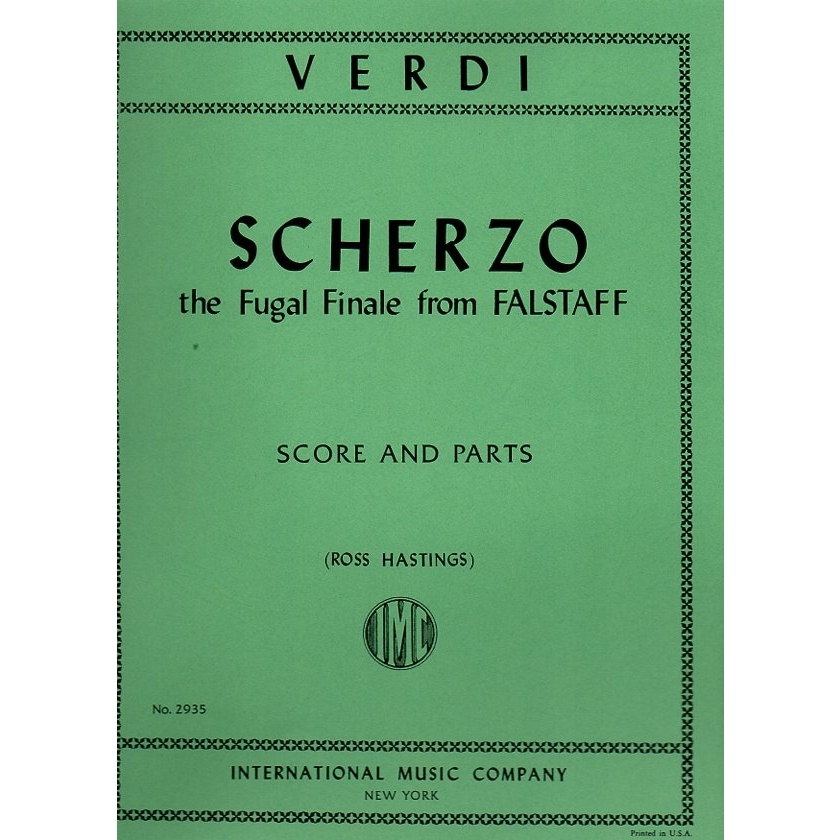 VERDI
SCHERZO
the Fugal Finale from FALSTAFF
SCORE AND PARTS
(ROSS HASTINGS)
IMC
No. 2935
INTERNATIONAL MUSIC COMPANY
NEW YORK
Printed in U.S.A.